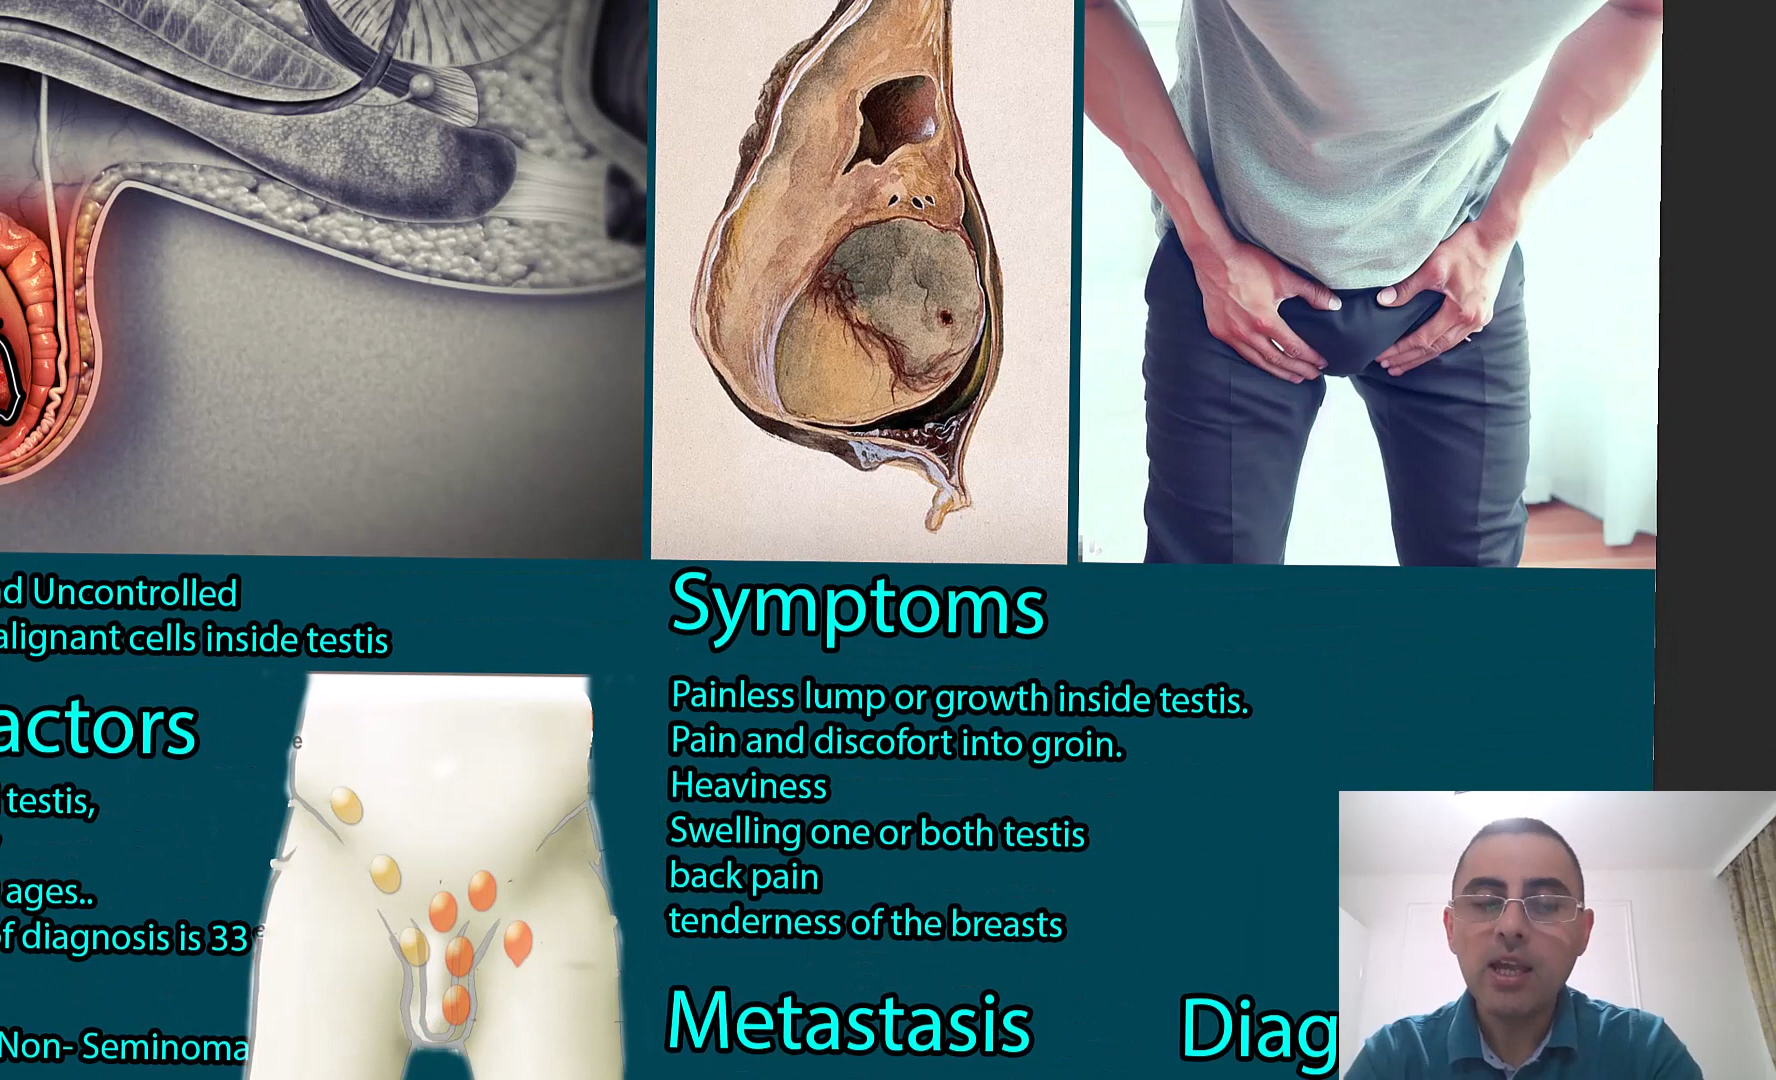 nd Uncontrolled
alignant cells inside testis
actors
testis,
ages..
of diagnosis is 33
Non- Seminoma
Symptoms
Painless lump or growth inside testis.
Pain and discofort into groin.
Heaviness
Swelling one or both testis
back pain
tenderness of the breasts
Metastasis
Diag
e
e